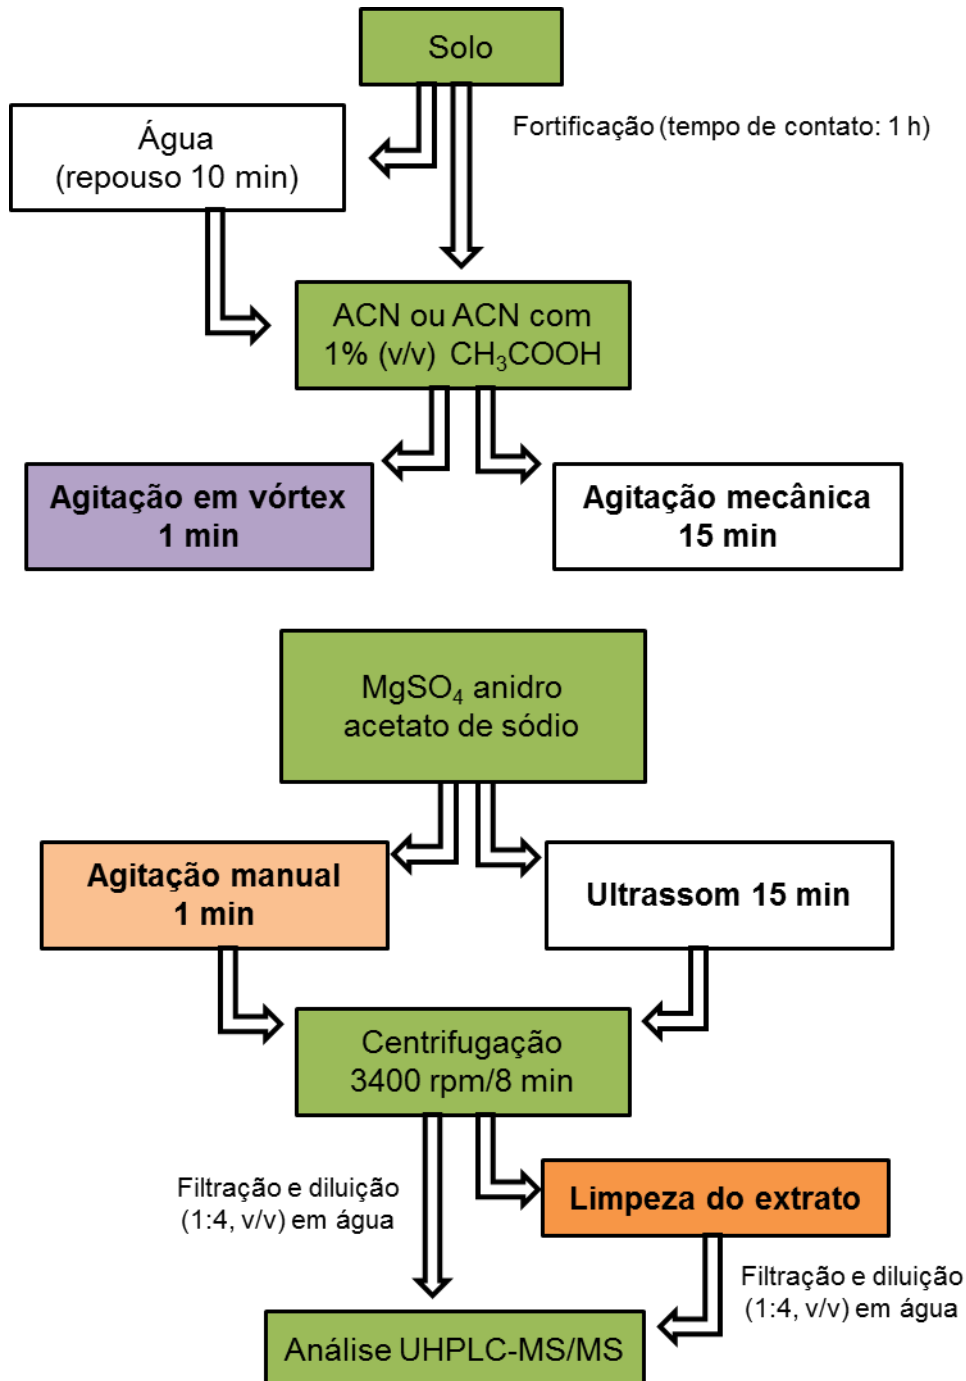 Solo
Fortificação (tempo de contato: 1 h)
Água
(repouso 10 min)
ACN ou ACN com
1% (v/v) CH₃COOH
Agitação em vórtex
1 min
Agitação mecânica
15 min
MgSO₄ anidro
acetato de sódio
Agitação manual
1 min
Ultrassom 15 min
Centrifugação
3400 rpm/8 min
Filtração e diluição
(1:4, v/v) em água
Limpeza do extrato
Filtração e diluição
(1:4, v/v) em água
Análise UHPLC-MS/MS